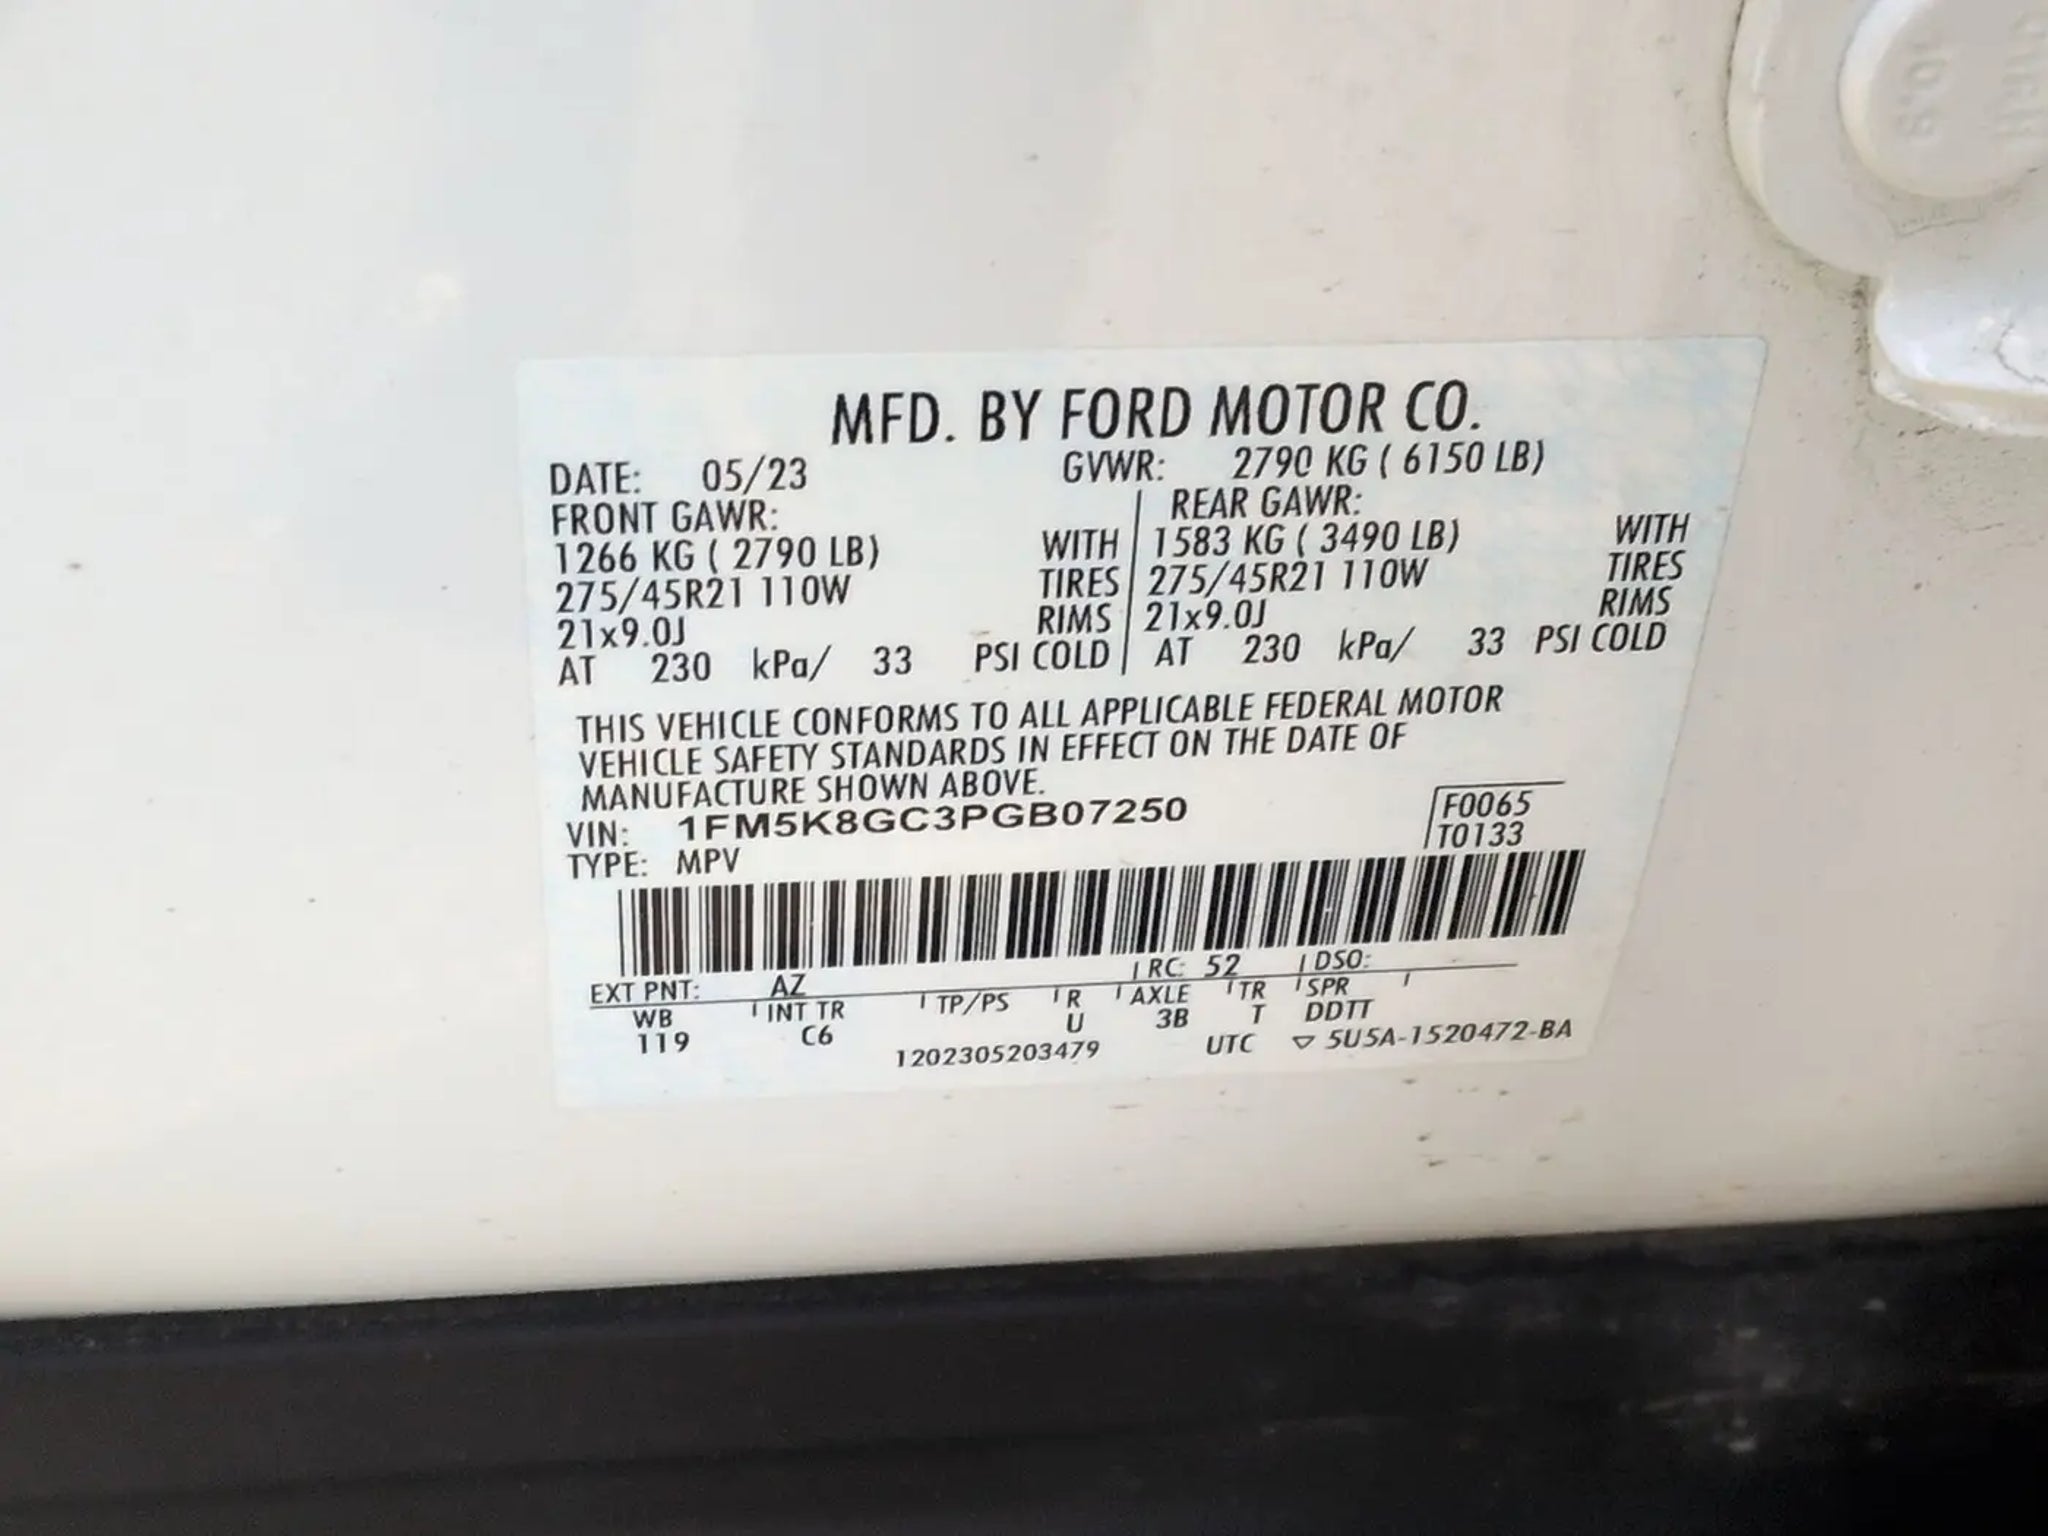 MFD. BY FORD MOTOR CO.
DATE: 05/23 GVWR: 2790 KG ( 6150 LB)
FRONT GAWR: REAR GAWR:
1266 KG ( 2790 LB) WITH 1583 KG ( 3490 LB) WITH
275/45R21 110W TIRES 275/45R21 110W TIRES
21x9.0J RIMS 21x9.0J RIMS
AT 230 kPa/ 33 PSI COLD AT 230 kPa/ 33 PSI COLD
THIS VEHICLE CONFORMS TO ALL APPLICABLE FEDERAL MOTOR
VEHICLE SAFETY STANDARDS IN EFFECT ON THE DATE OF
MANUFACTURE SHOWN ABOVE.
VIN: 1FM5K8GC3PGB07250 F0065
TYPE: MPV T0133
EXT PNT: AZ RC: 52 DSO:
WB INT TR TP/PS R AXLE TR SPR
119 C6 U 3B T DDTT
1202305203479 UTC ▽ 5U5A-1520472-BA
10.9